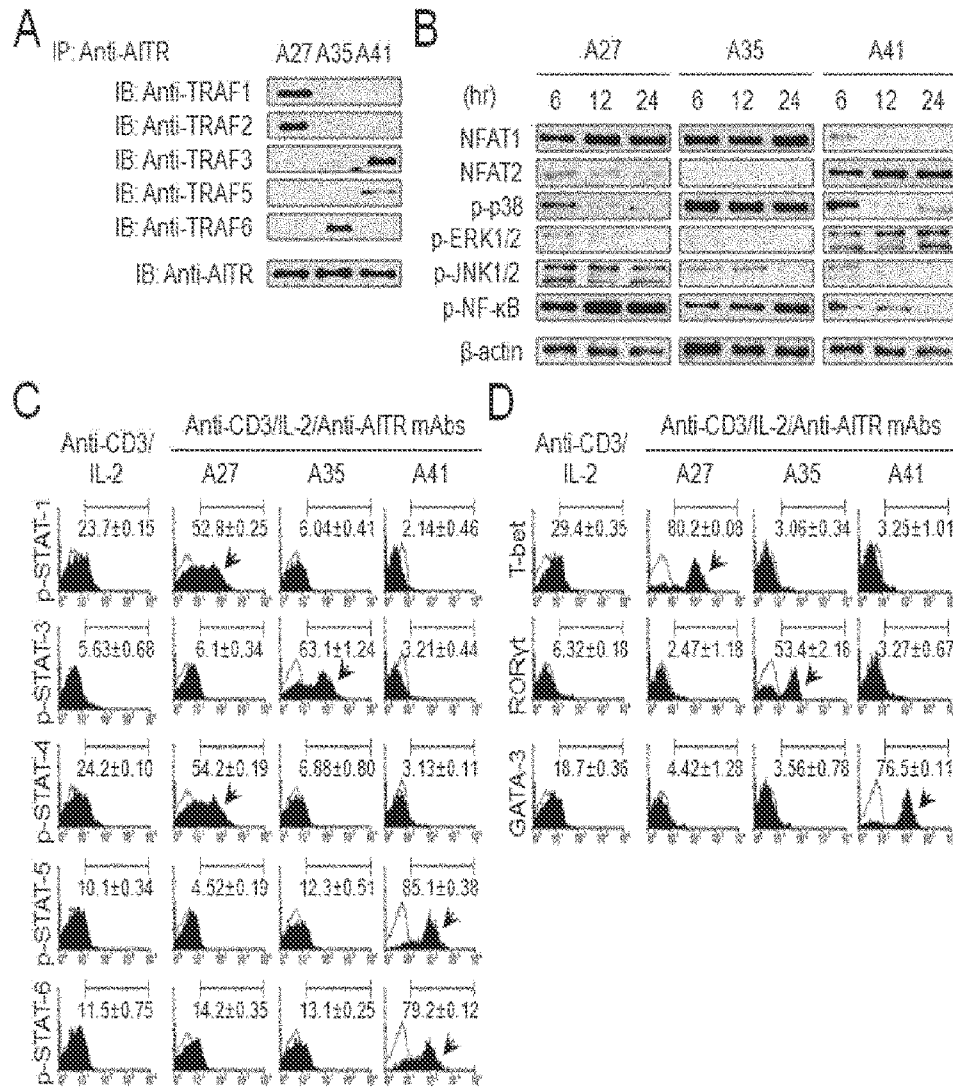 A
IP: Anti-AITR A27 A35 A41
IB: Anti-TRAF1
IB: Anti-TRAF2
IB: Anti-TRAF3
IB: Anti-TRAF5
IB: Anti-TRAF6
IB: Anti-AITR
B
A27 A35 A41
(hr) 6 12 24 6 12 24 6 12 24
NFAT1
NFAT2
p-p38
p-ERK1/2
p-JNK1/2
p-NF-κB
β-actin
C
Anti-CD3/IL-2/Anti-AITR mAbs
Anti-CD3/
IL-2 A27 A35 A41
p-STAT-1 23.7±0.15 52.8±0.25 6.04±0.41 2.14±0.46
p-STAT-3 5.63±0.68 6.1±0.34 63.1±1.24 3.21±0.44
p-STAT-4 24.2±0.10 54.2±0.19 6.88±0.80 3.13±0.11
p-STAT-5 10.1±0.34 4.52±0.19 12.3±0.51 85.1±0.38
p-STAT-6 11.5±0.75 14.2±0.35 13.1±0.25 79.2±0.12
D
Anti-CD3/IL-2/Anti-AITR mAbs
Anti-CD3/
IL-2 A27 A35 A41
T-bet 29.4±0.35 80.2±0.08 3.06±0.34 3.25±1.01
RORγt 6.32±0.18 2.47±1.18 53.4±2.16 3.27±0.67
GATA-3 18.7±0.36 4.42±1.28 3.56±0.78 76.5±0.11